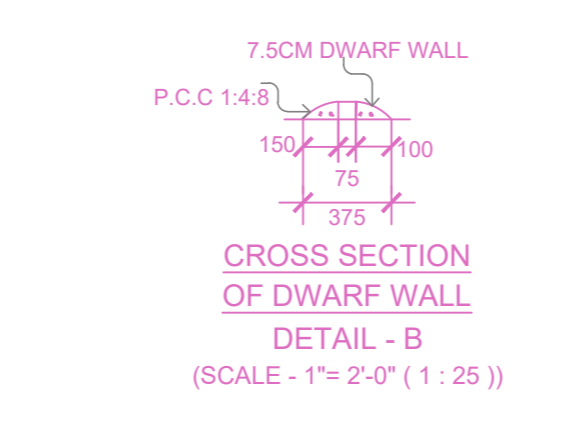 7.5CM DWARF WALL
P.C.C 1:4:8
150
100
75
375
CROSS SECTION
OF DWARF WALL
DETAIL - B
(SCALE - 1"= 2'-0" ( 1 : 25 ))